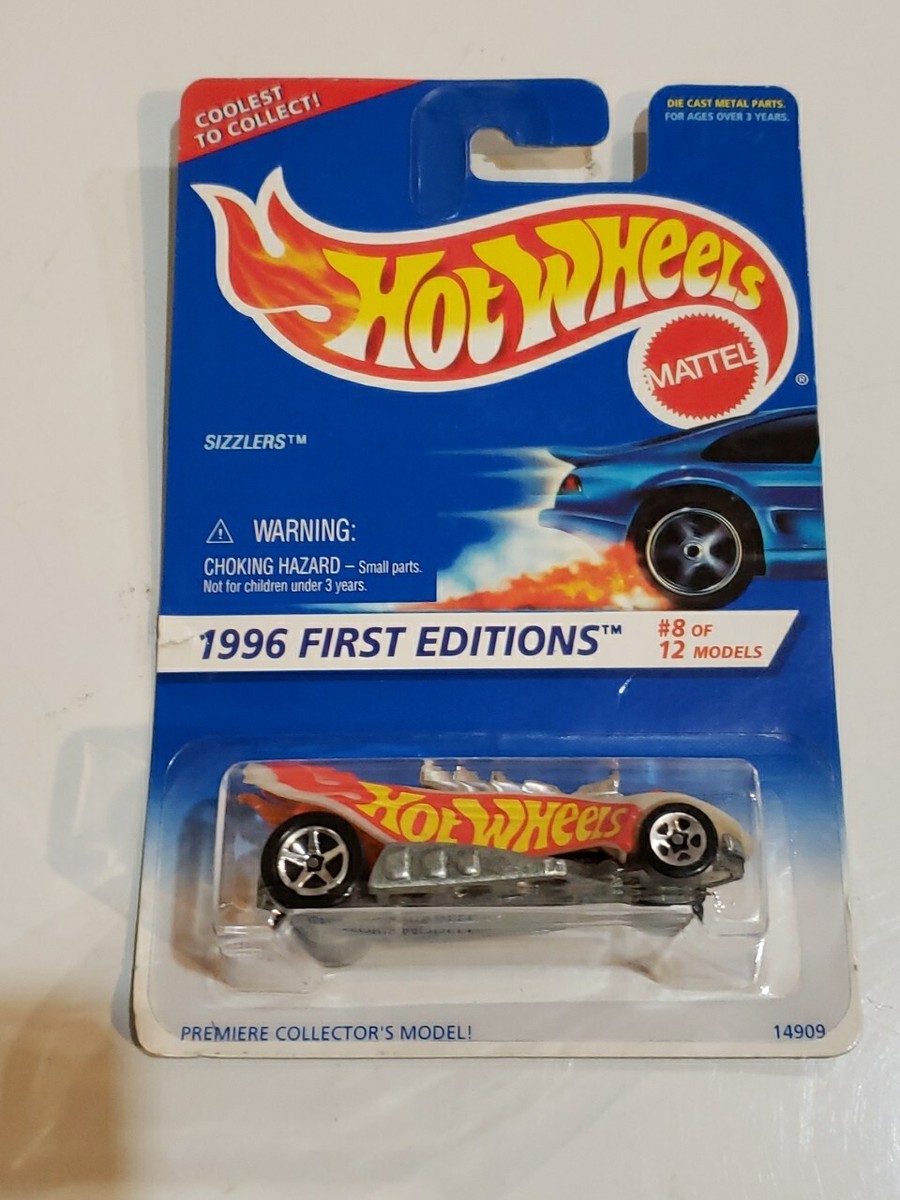 COOLEST
TO COLLECT!
DIE CAST METAL PARTS.
FOR AGES OVER 3 YEARS.
HOT WHEELS
MATTEL
®
SIZZLERS™
WARNING:
CHOKING HAZARD – Small parts.
Not for children under 3 years.
1996 FIRST EDITIONS™
#8 OF
12 MODELS
HOT WHEELS
PREMIERE COLLECTOR'S MODEL!
14909